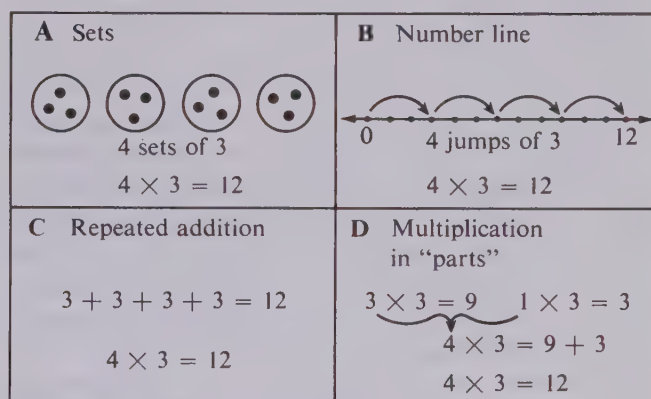 A Sets
4 sets of 3
4 × 3 = 12
B Number line
0 4 jumps of 3 12
4 × 3 = 12
C Repeated addition
3 + 3 + 3 + 3 = 12
4 × 3 = 12
D Multiplication
in “parts”
3 × 3 = 9 1 × 3 = 3
4 × 3 = 9 + 3
4 × 3 = 12